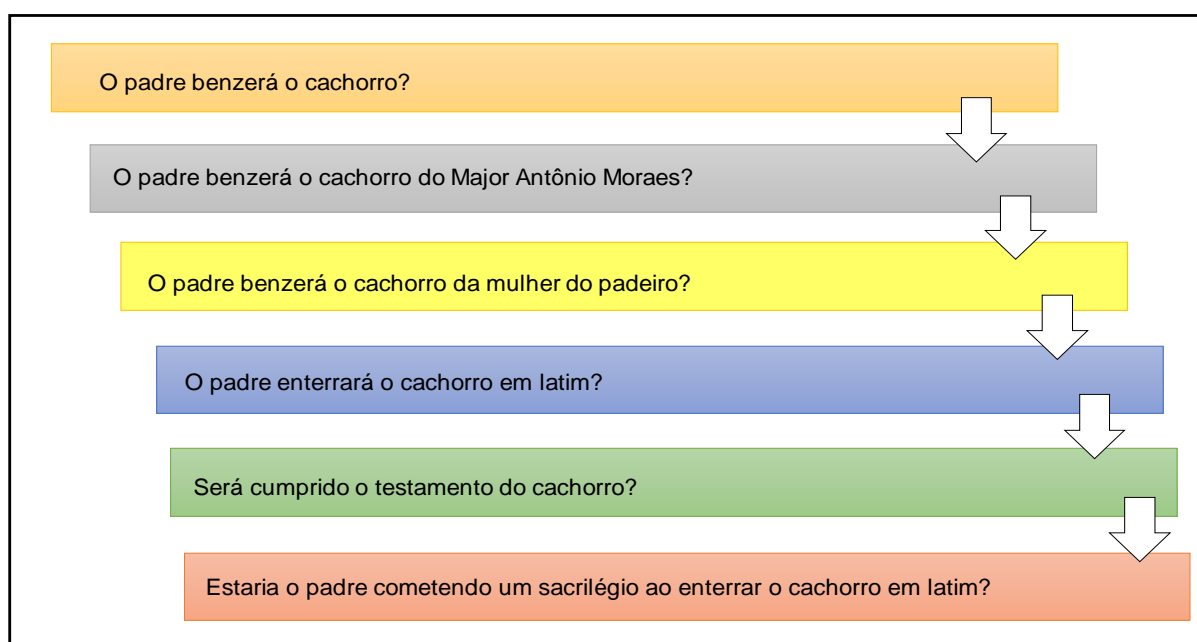 O padre benzerá o cachorro?
O padre benzerá o cachorro do Major Antônio Moraes?
O padre benzerá o cachorro da mulher do padeiro?
O padre enterrará o cachorro em latim?
Será cumprido o testamento do cachorro?
Estaria o padre cometendo um sacrilégio ao enterrar o cachorro em latim?